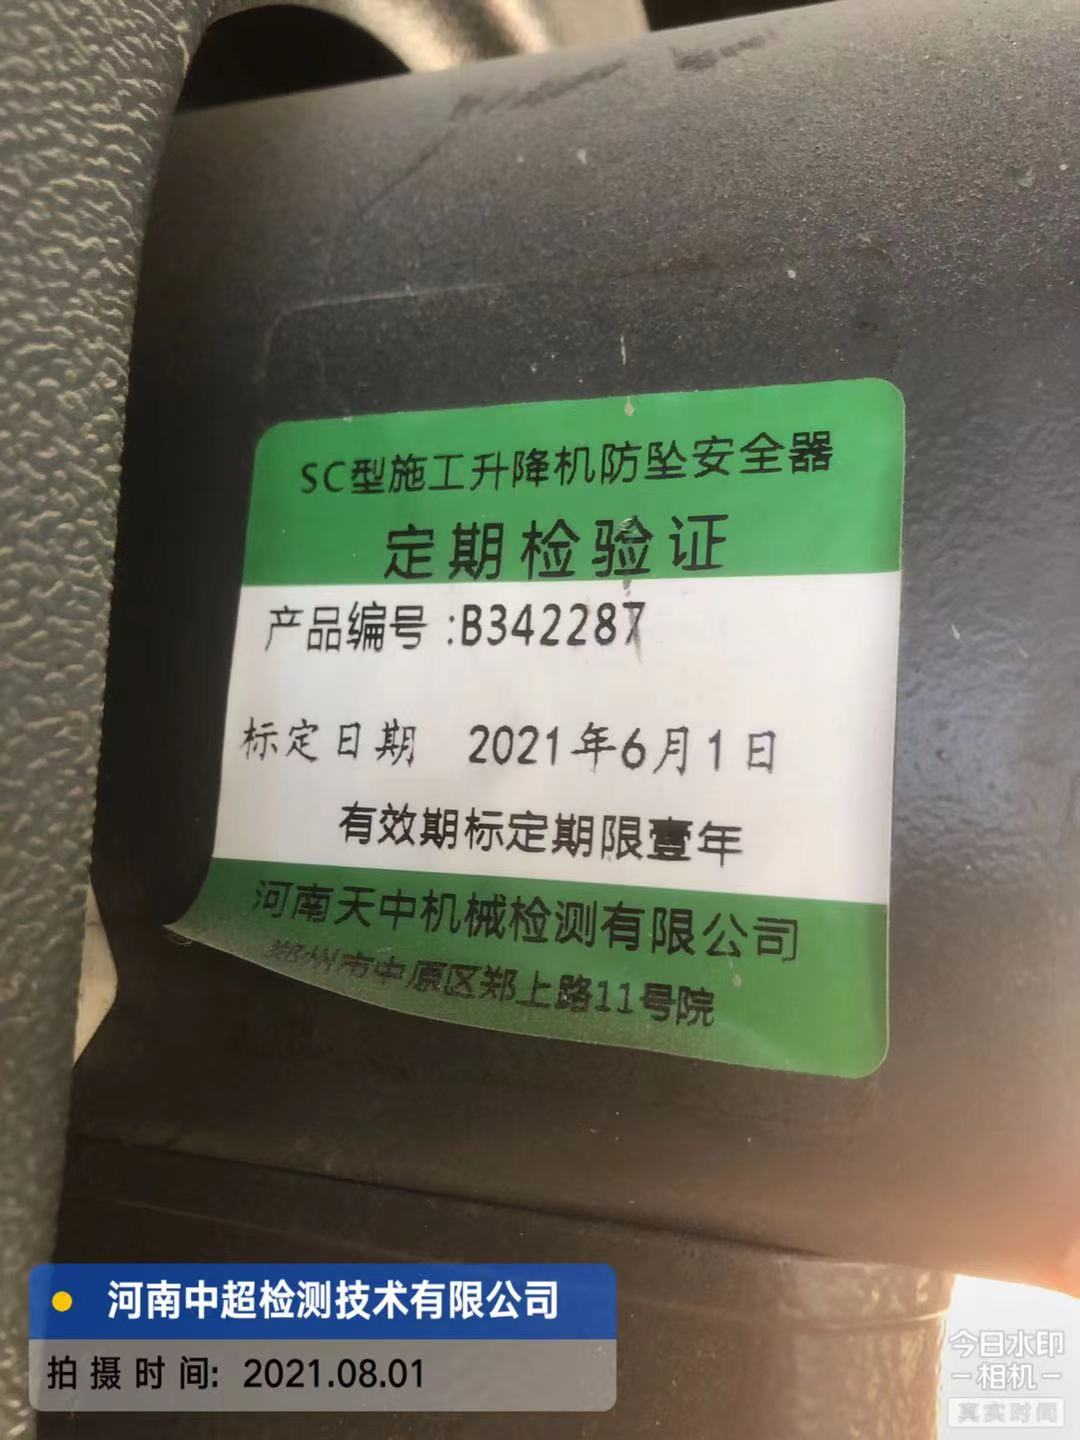 SC型施工升降机防坠安全器
定期检验证
产品编号:B342287
标定日期 2021年6月1日
有效期标定期限壹年
河南天中机械检测有限公司
郑州市中原区郑上路11号院
河南中超检测技术有限公司
拍摄时间: 2021.08.01
今日水印
相机
真实时间